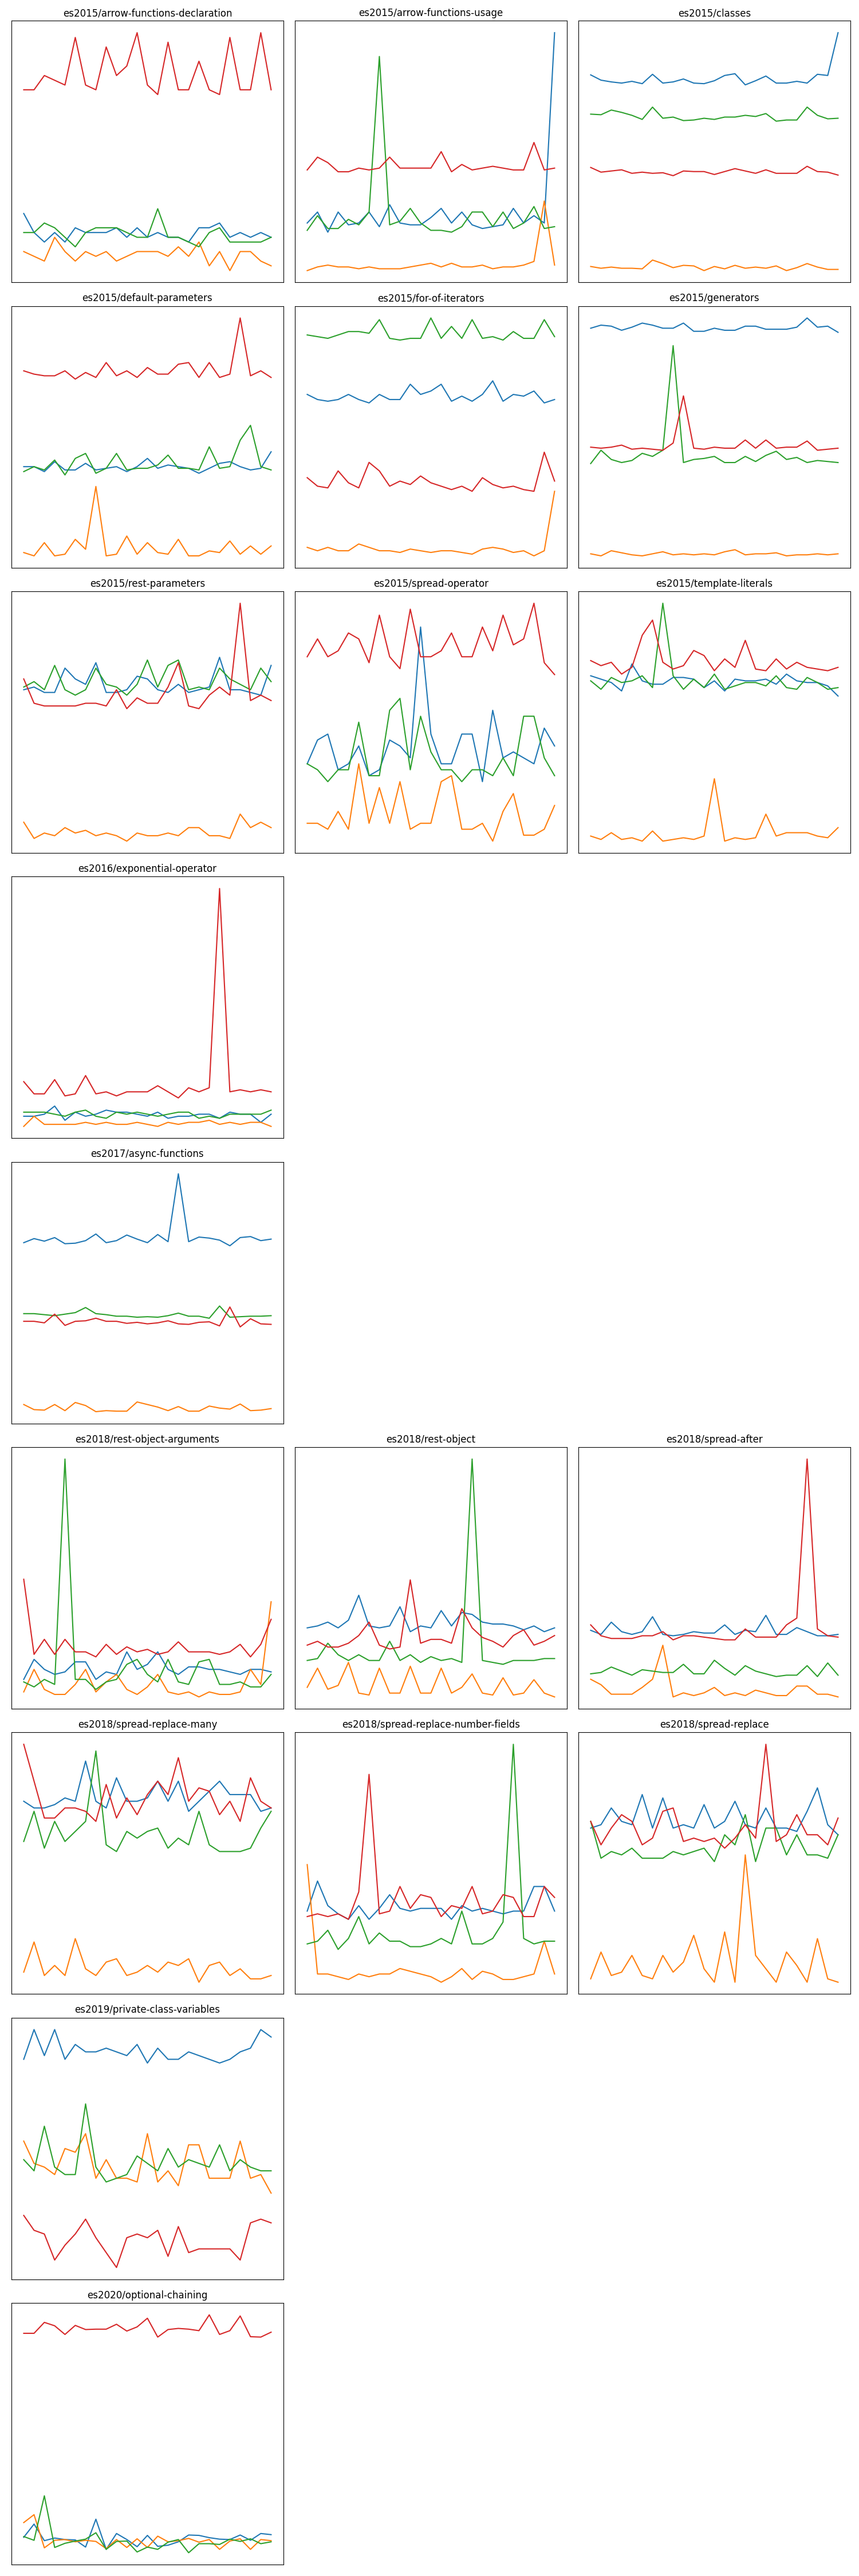 es2015/arrow-functions-declaration
es2015/arrow-functions-usage
es2015/classes
es2015/default-parameters
es2015/for-of-iterators
es2015/generators
es2015/rest-parameters
es2015/spread-operator
es2015/template-literals
es2016/exponential-operator
es2017/async-functions
es2018/rest-object-arguments
es2018/rest-object
es2018/spread-after
es2018/spread-replace-many
es2018/spread-replace-number-fields
es2018/spread-replace
es2019/private-class-variables
es2020/optional-chaining